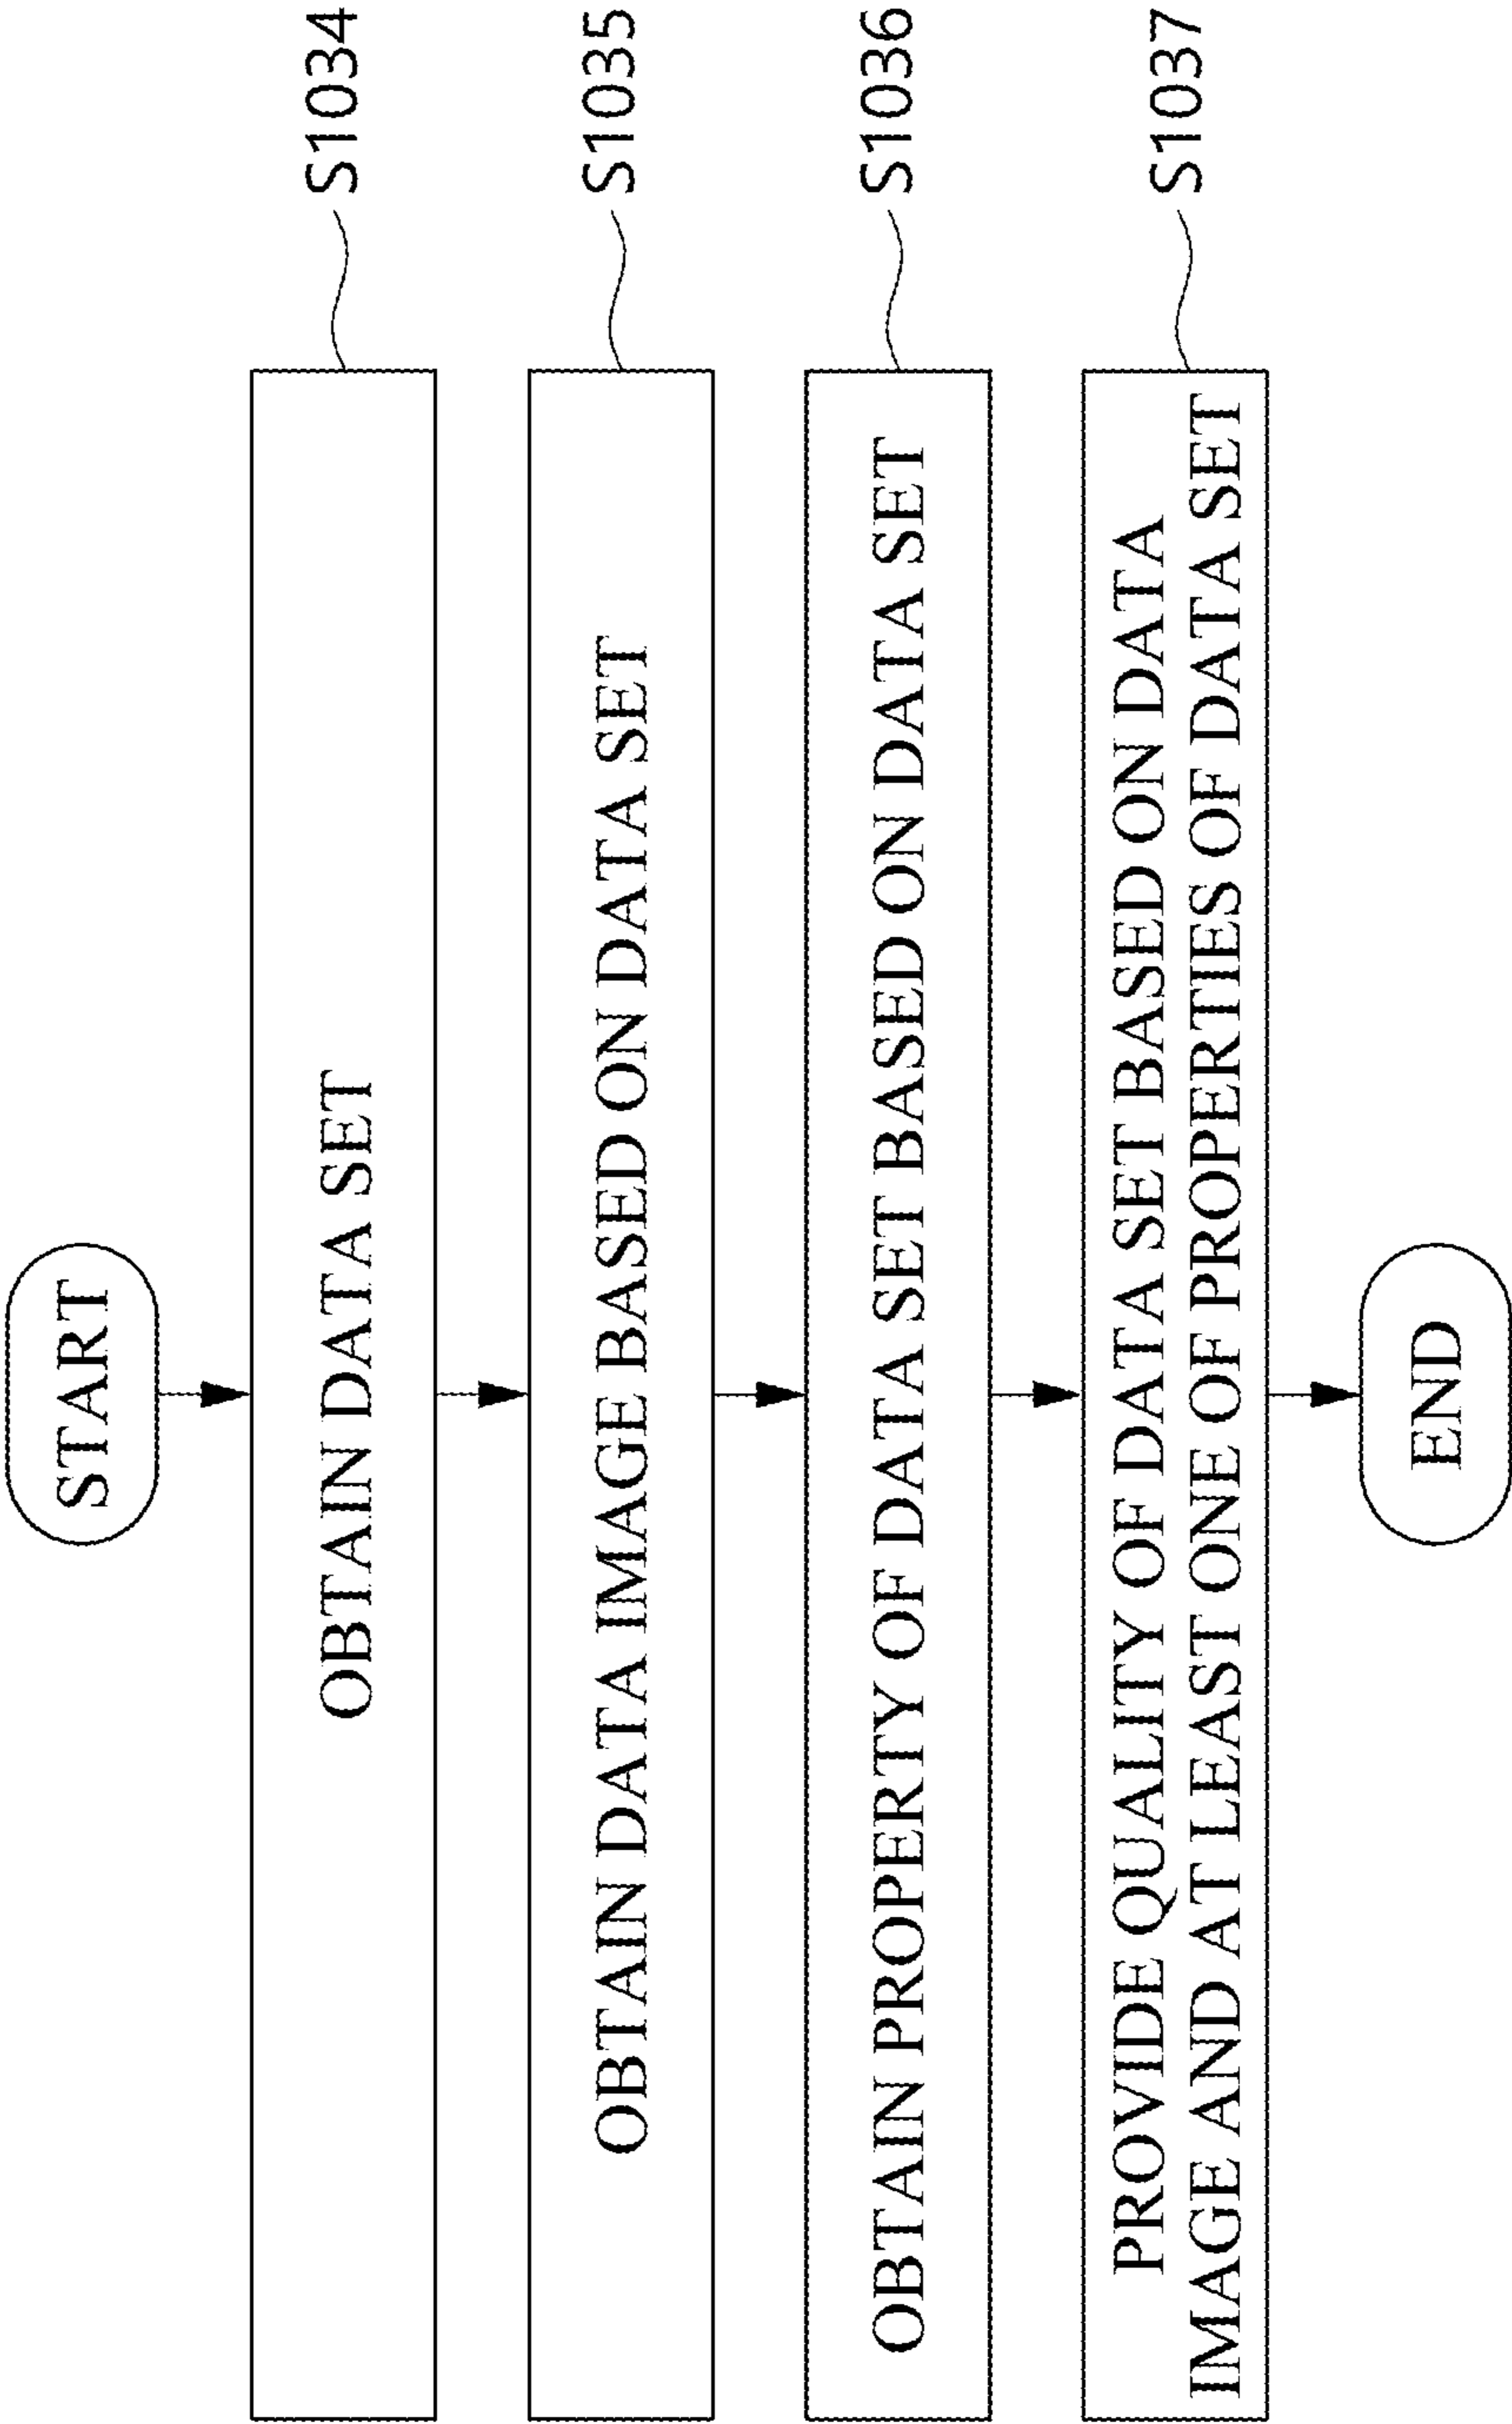 START
OBTAIN DATA SET
S1034
OBTAIN DATA IMAGE BASED ON DATA SET
S1035
OBTAIN PROPERTY OF DATA SET BASED ON DATA SET
S1036
PROVIDE QUALITY OF DATA SET BASED ON DATA
IMAGE AND AT LEAST ONE OF PROPERTIES OF DATA SET
S1037
END